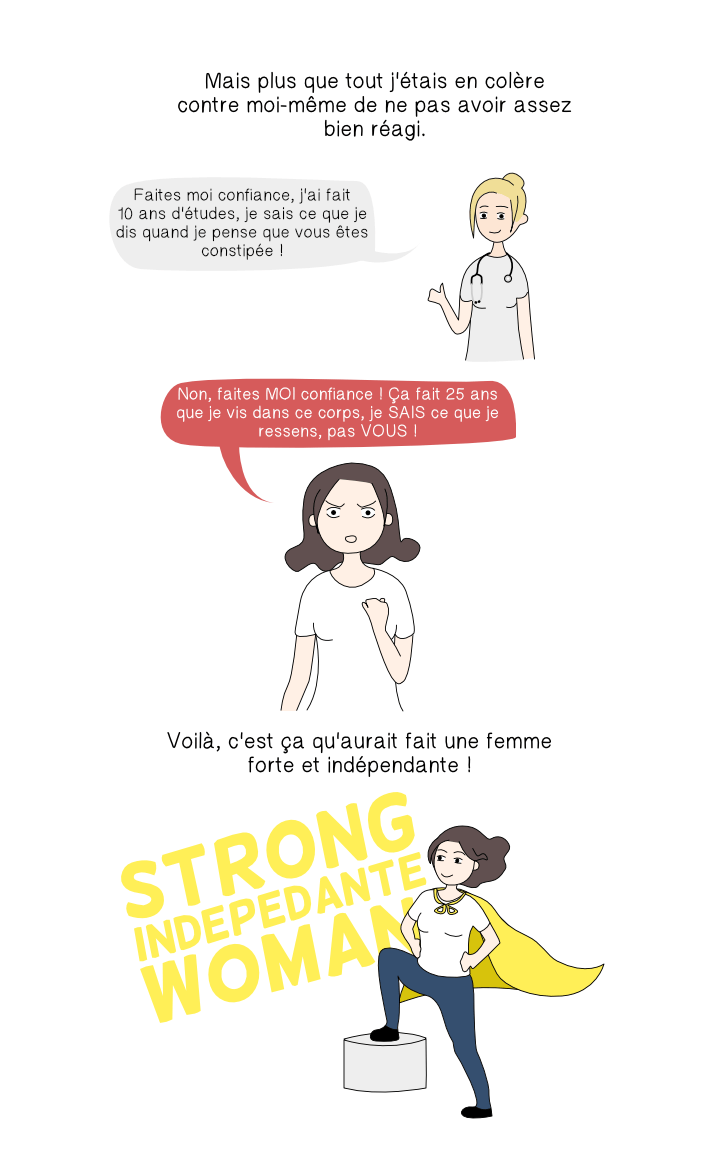 Mais plus que tout j'étais en colère
contre moi-même de ne pas avoir assez
bien réagi.
Faites moi confiance, j'ai fait
10 ans d'études, je sais ce que je
dis quand je pense que vous êtes
constipée !
Non, faites MOI confiance ! Ça fait 25 ans
que je vis dans ce corps, je SAIS ce que je
ressens, pas VOUS !
Voilà, c'est ça qu'aurait fait une femme
forte et indépendante !
STRONG
INDEPEDANTE
WOMAN